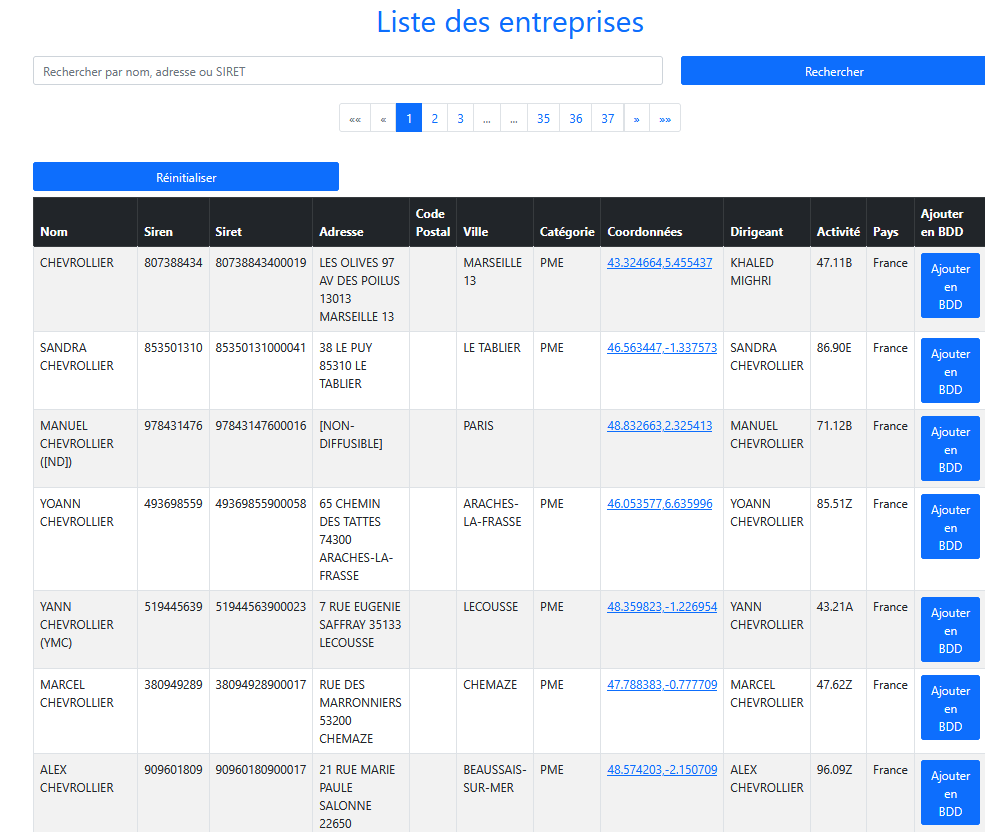 Liste des entreprises
Rechercher par nom, adresse ou SIRET
Rechercher
«« « 1 2 3 ... ... 35 36 37 » »»
Réinitialiser
Nom Siren Siret Adresse Code Postal Ville Catégorie Coordonnées Dirigeant Activité Pays Ajouter en BDD
CHEVROLLIER 807388434 80738843400019 LES OLIVES 97 AV DES POILUS 13013 MARSEILLE 13 MARSEILLE 13 PME 43.324664,5.455437 KHALED MIGHRI 47.11B France Ajouter en BDD
SANDRA CHEVROLLIER 853501310 85350131000041 38 LE PUY 85310 LE TABLIER LE TABLIER PME 46.563447,-1.337573 SANDRA CHEVROLLIER 86.90E France Ajouter en BDD
MANUEL CHEVROLLIER ([ND]) 978431476 97843147600016 [NON-DIFFUSIBLE] PARIS 48.832663,2.325413 MANUEL CHEVROLLIER 71.12B France Ajouter en BDD
YOANN CHEVROLLIER 493698559 49369855900058 65 CHEMIN DES TATTES 74300 ARACHES-LA-FRASSE ARACHES-LA-FRASSE PME 46.053577,6.635996 YOANN CHEVROLLIER 85.51Z France Ajouter en BDD
YANN CHEVROLLIER (YMC) 519445639 51944563900023 7 RUE EUGENIE SAFFRAY 35133 LECOUSSE LECOUSSE PME 48.359823,-1.226954 YANN CHEVROLLIER 43.21A France Ajouter en BDD
MARCEL CHEVROLLIER 380949289 38094928900017 RUE DES MARRONNIERS 53200 CHEMAZE CHEMAZE PME 47.788383,-0.777709 MARCEL CHEVROLLIER 47.62Z France Ajouter en BDD
ALEX CHEVROLLIER 909601809 90960180900017 21 RUE MARIE PAULE SALONNE 22650 BEAUSSAIS-SUR-MER PME 48.574203,-2.150709 ALEX CHEVROLLIER 96.09Z France Ajouter en BDD